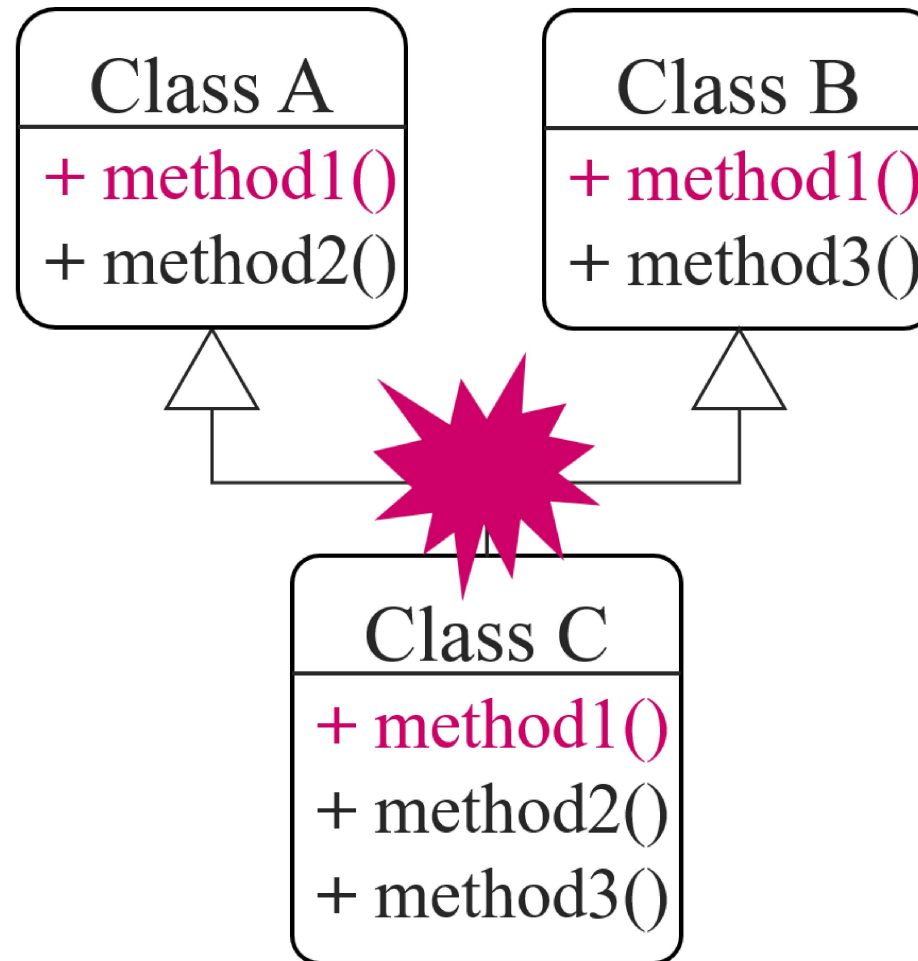 Class A
+ method1()
+ method2()
Class B
+ method1()
+ method3()
Class C
+ method1()
+ method2()
+ method3()